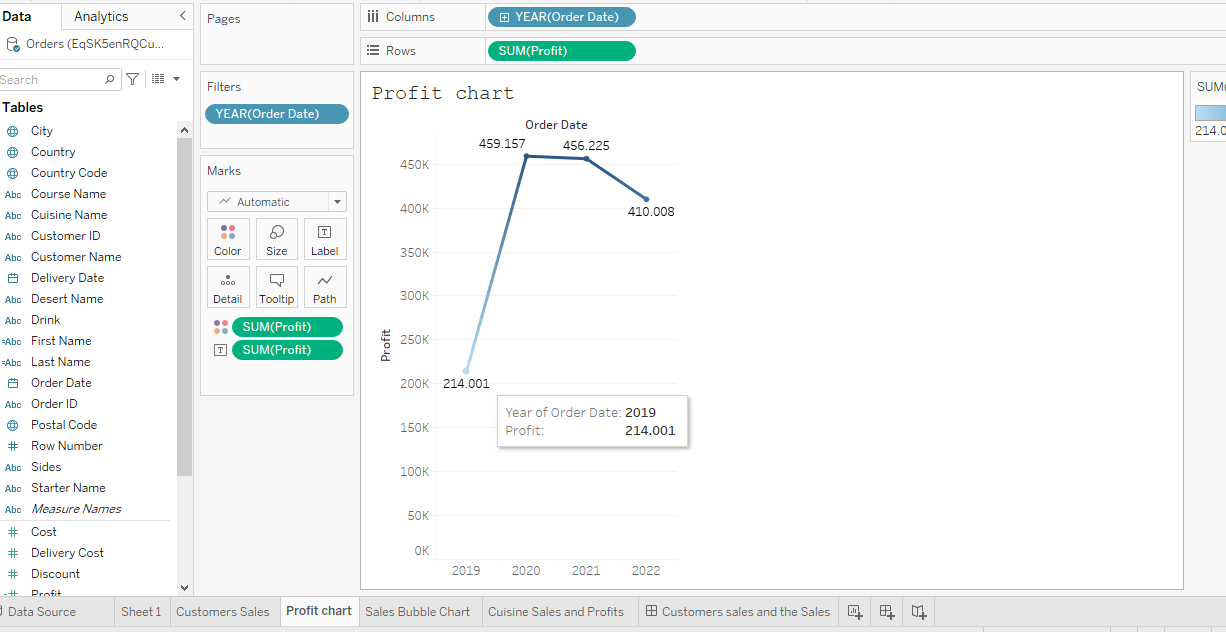 Data
Analytics
Orders (EqSK5enRQCu...
Search
Tables
City
Country
Country Code
Abc Course Name
Abc Cuisine Name
Abc Customer ID
Abc Customer Name
Delivery Date
Abc Desert Name
Abc Drink
=Abc First Name
=Abc Last Name
Order Date
Abc Order ID
Postal Code
# Row Number
Abc Sides
Abc Starter Name
Abc Measure Names
# Cost
# Delivery Cost
# Discount
=# Profit
Pages
Filters
YEAR(Order Date)
Marks
Automatic
Color Size Label
Detail Tooltip Path
SUM(Profit)
SUM(Profit)
Columns
YEAR(Order Date)
Rows
SUM(Profit)
Profit chart
Order Date
459.157
456.225
450K
410.008
400K
350K
300K
250K
Profit
200K
214.001
150K
100K
50K
0K
2019 2020 2021 2022
Year of Order Date: 2019
Profit: 214.001
SUM(
214.0
Data Source
Sheet 1
Customers Sales
Profit chart
Sales Bubble Chart
Cuisine Sales and Profits
Customers sales and the Sales